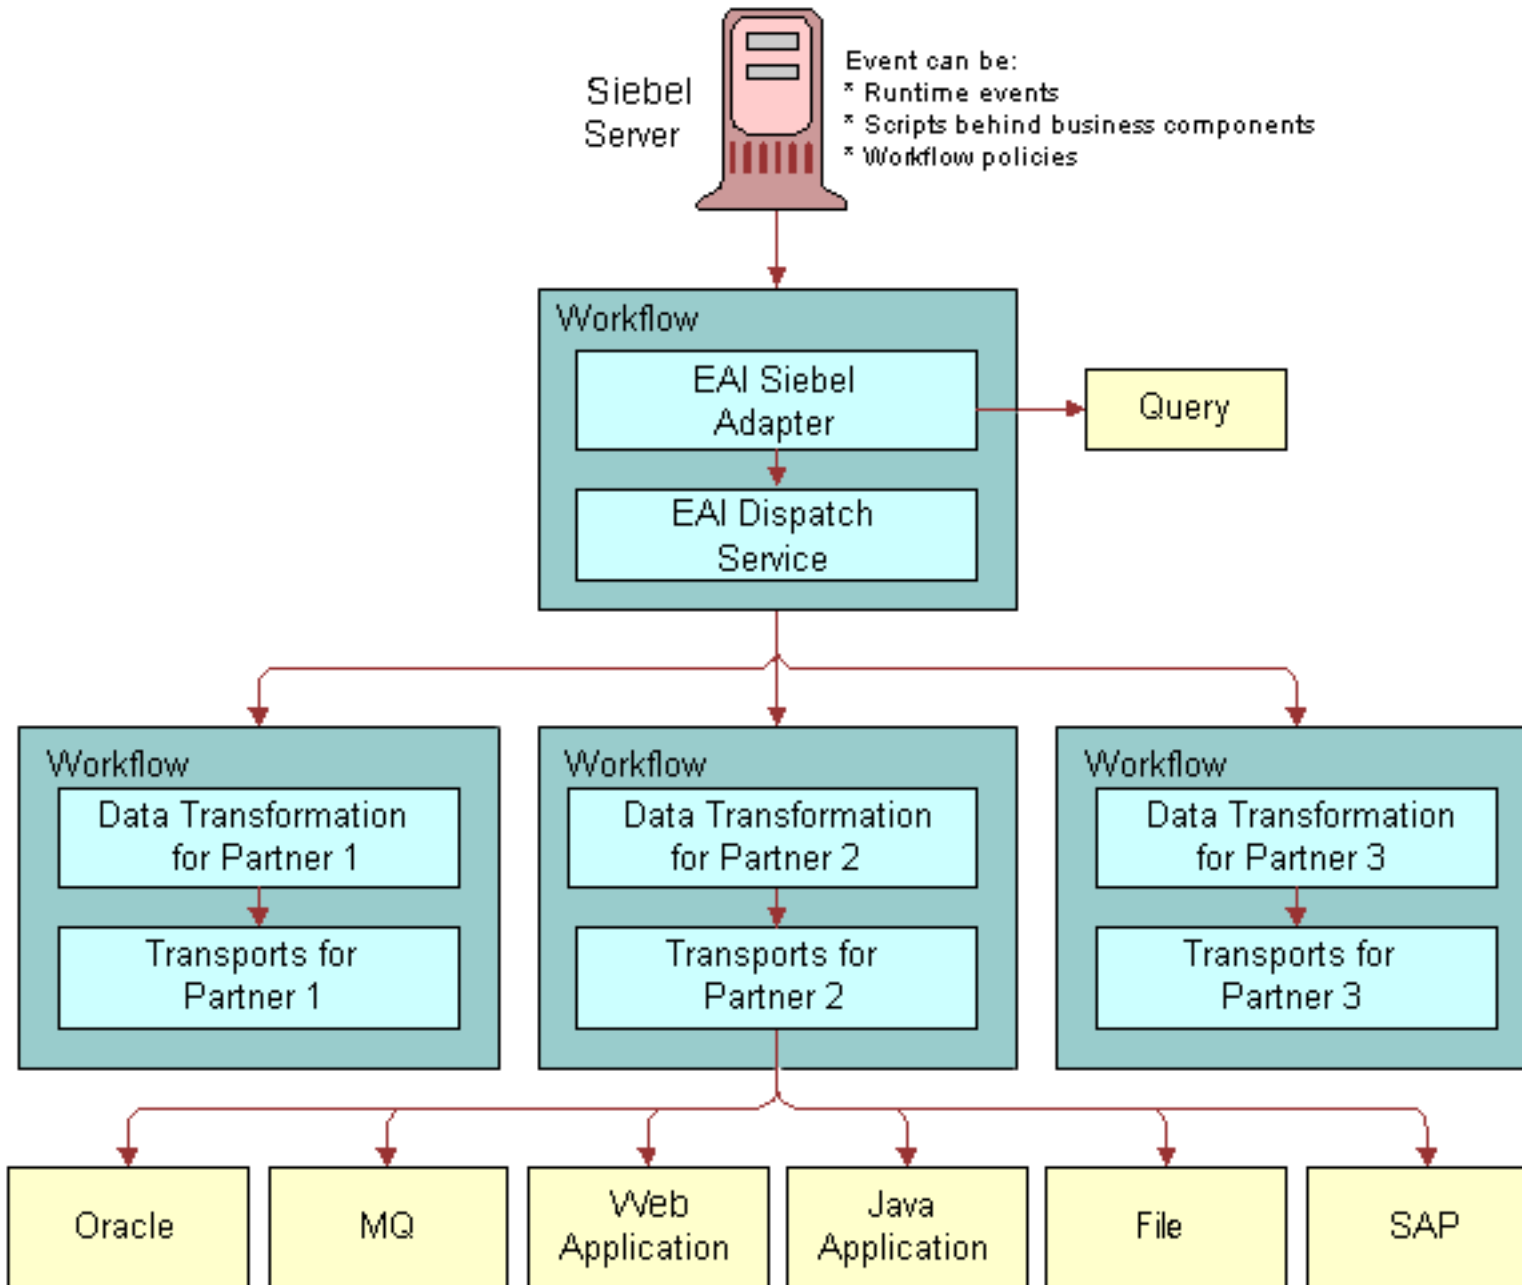 Siebel
Server
Event can be:
* Runtime events
* Scripts behind business components
* Workflow policies
Workflow
EAI Siebel
Adapter
Query
EAI Dispatch
Service
Workflow
Data Transformation
for Partner 1
Transports for
Partner 1
Workflow
Data Transformation
for Partner 2
Transports for
Partner 2
Workflow
Data Transformation
for Partner 3
Transports for
Partner 3
Oracle
MQ
Web
Application
Java
Application
File
SAP